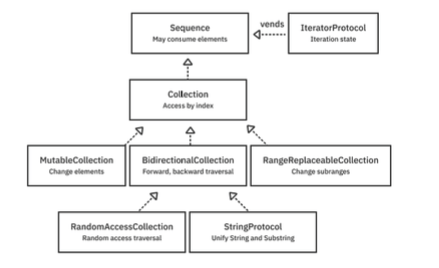 Sequence
May consume elements
vends
IteratorProtocol
Iteration state
Collection
Access by index
MutableCollection
Change elements
BidirectionalCollection
Forward, backward traversal
RangeReplaceableCollection
Change subranges
RandomAccessCollection
Random access traversal
StringProtocol
Unify String and Substring